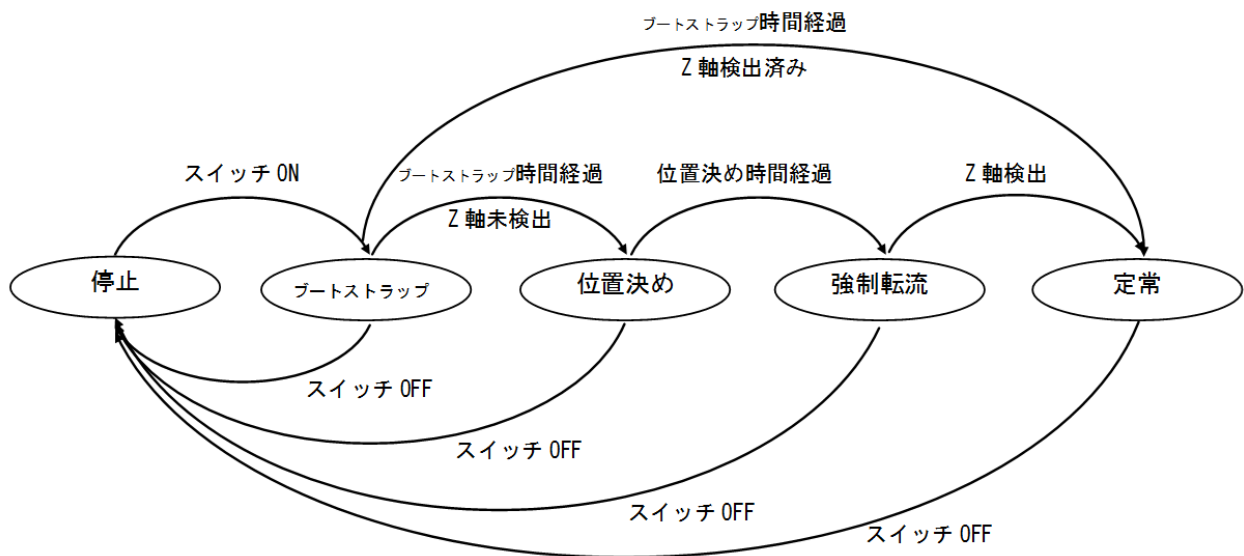 ブートストラップ時間経過
Z 軸検出済み
スイッチ ON
ブートストラップ時間経過
Z 軸未検出
位置決め時間経過
Z 軸検出
停止
ブートストラップ
位置決め
強制転流
定常
スイッチ OFF
スイッチ OFF
スイッチ OFF
スイッチ OFF